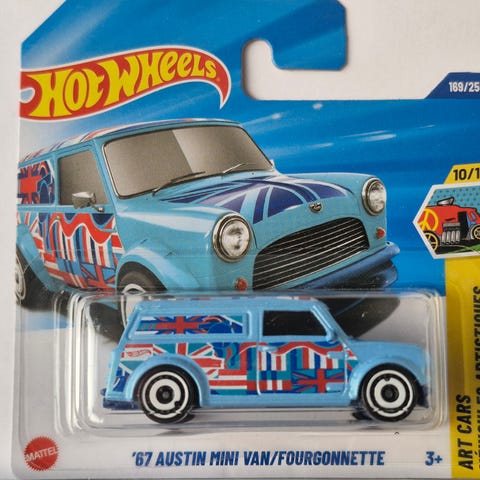 HOT WHEELS
169/25
10/1
ART CARS
MATTEL
'67 AUSTIN MINI VAN/FOURGONNETTE
3+